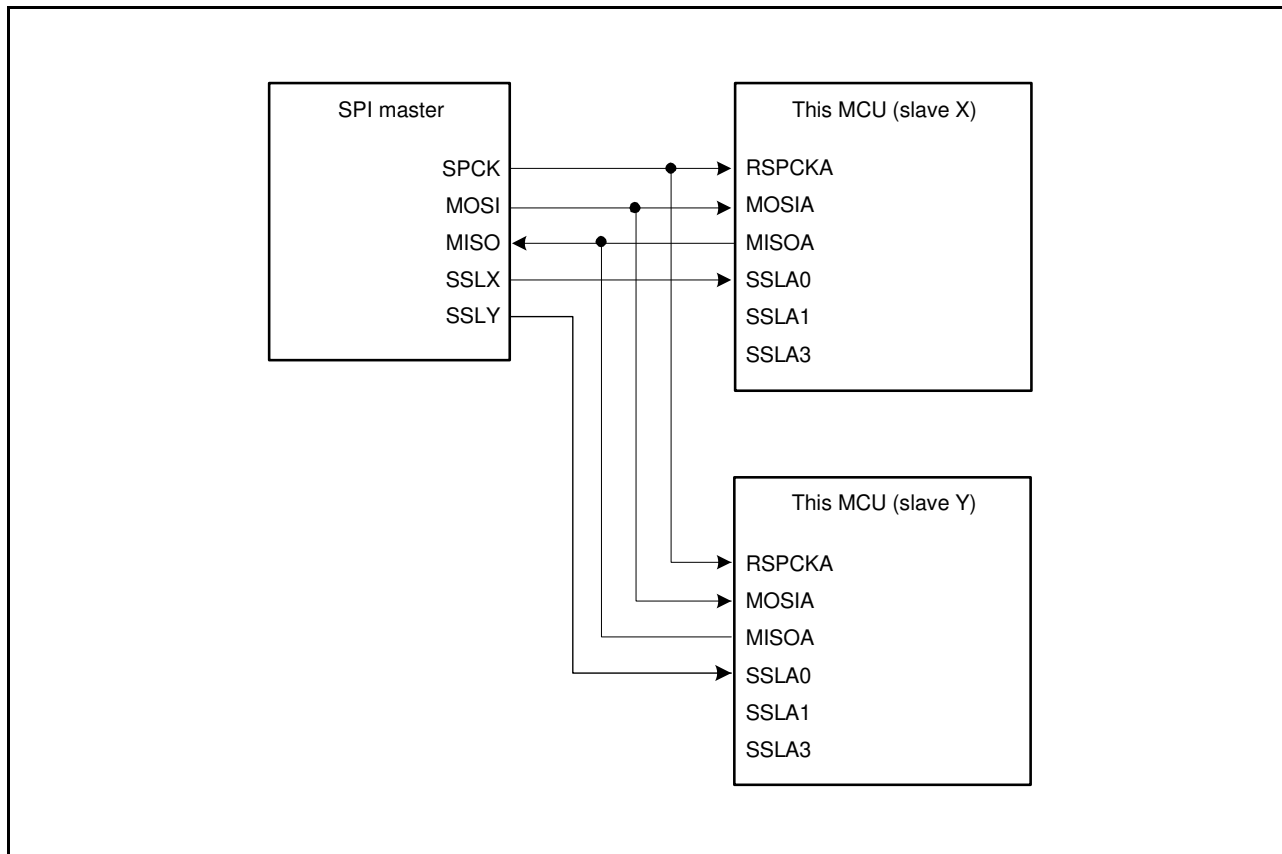 SPI master
SPCK
MOSI
MISO
SSLX
SSLY
This MCU (slave X)
RSPCKA
MOSIA
MISOA
SSLA0
SSLA1
SSLA3
This MCU (slave Y)
RSPCKA
MOSIA
MISOA
SSLA0
SSLA1
SSLA3